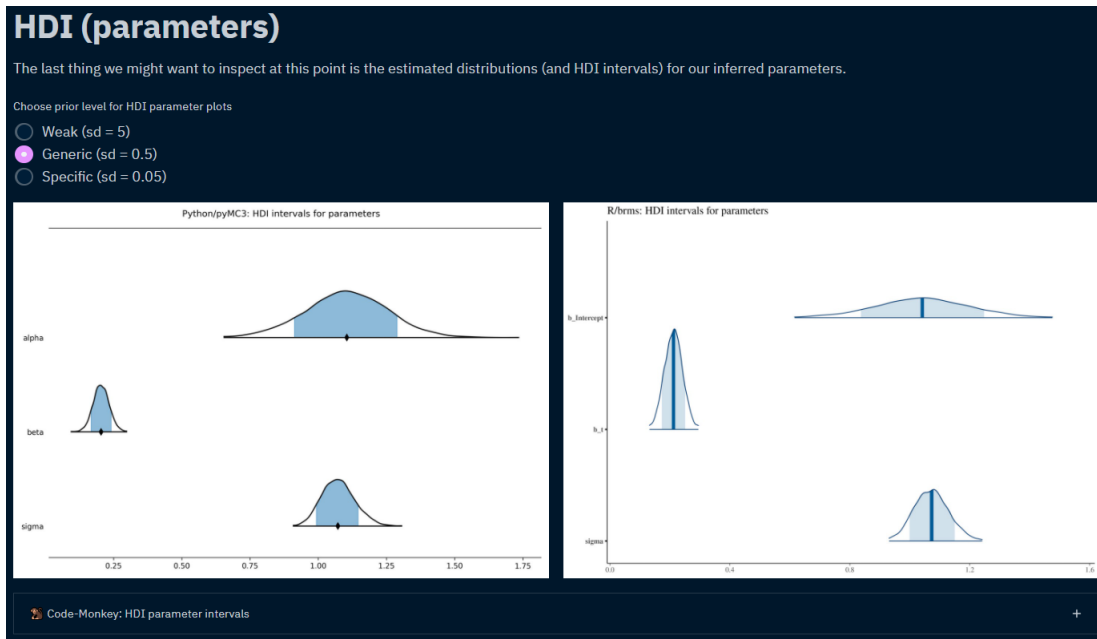 HDI (parameters)
The last thing we might want to inspect at this point is the estimated distributions (and HDI intervals) for our inferred parameters.
Choose prior level for HDI parameter plots
Weak (sd = 5)
Generic (sd = 0.5)
Specific (sd = 0.05)
Python/pyMC3: HDI intervals for parameters
alpha
beta
sigma
0.25 0.50 0.75 1.00 1.25 1.50 1.75
R/brms: HDI intervals for parameters
b_Intercept
b_t
sigma
0.0 0.4 0.8 1.2 1.6
Code-Monkey: HDI parameter intervals
+